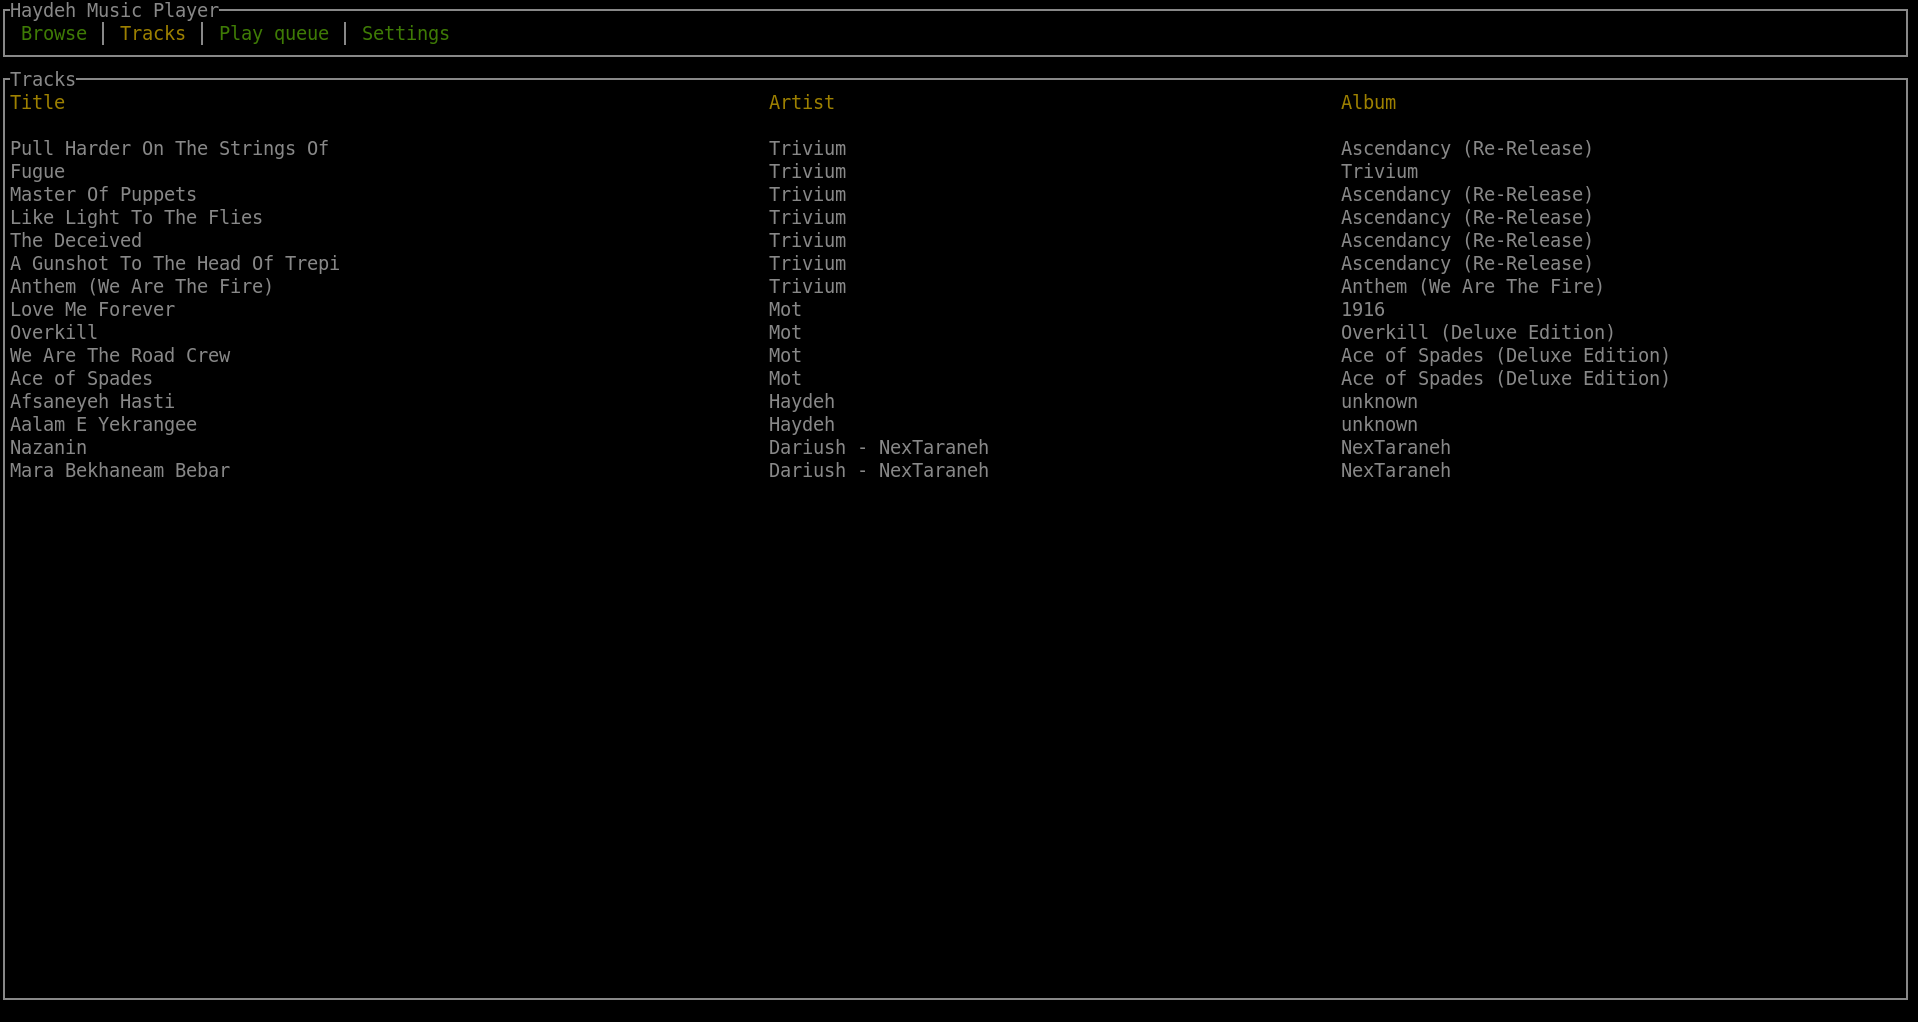 Haydeh Music Player
Browse │ Tracks │ Play queue │ Settings
Tracks
Title Artist Album
Pull Harder On The Strings Of Trivium Ascendancy (Re-Release)
Fugue Trivium Trivium
Master Of Puppets Trivium Ascendancy (Re-Release)
Like Light To The Flies Trivium Ascendancy (Re-Release)
The Deceived Trivium Ascendancy (Re-Release)
A Gunshot To The Head Of Trepi Trivium Ascendancy (Re-Release)
Anthem (We Are The Fire) Trivium Anthem (We Are The Fire)
Love Me Forever Mot 1916
Overkill Mot Overkill (Deluxe Edition)
We Are The Road Crew Mot Ace of Spades (Deluxe Edition)
Ace of Spades Mot Ace of Spades (Deluxe Edition)
Afsaneyeh Hasti Haydeh unknown
Aalam E Yekrangee Haydeh unknown
Nazanin Dariush - NexTaraneh NexTaraneh
Mara Bekhaneam Bebar Dariush - NexTaraneh NexTaraneh